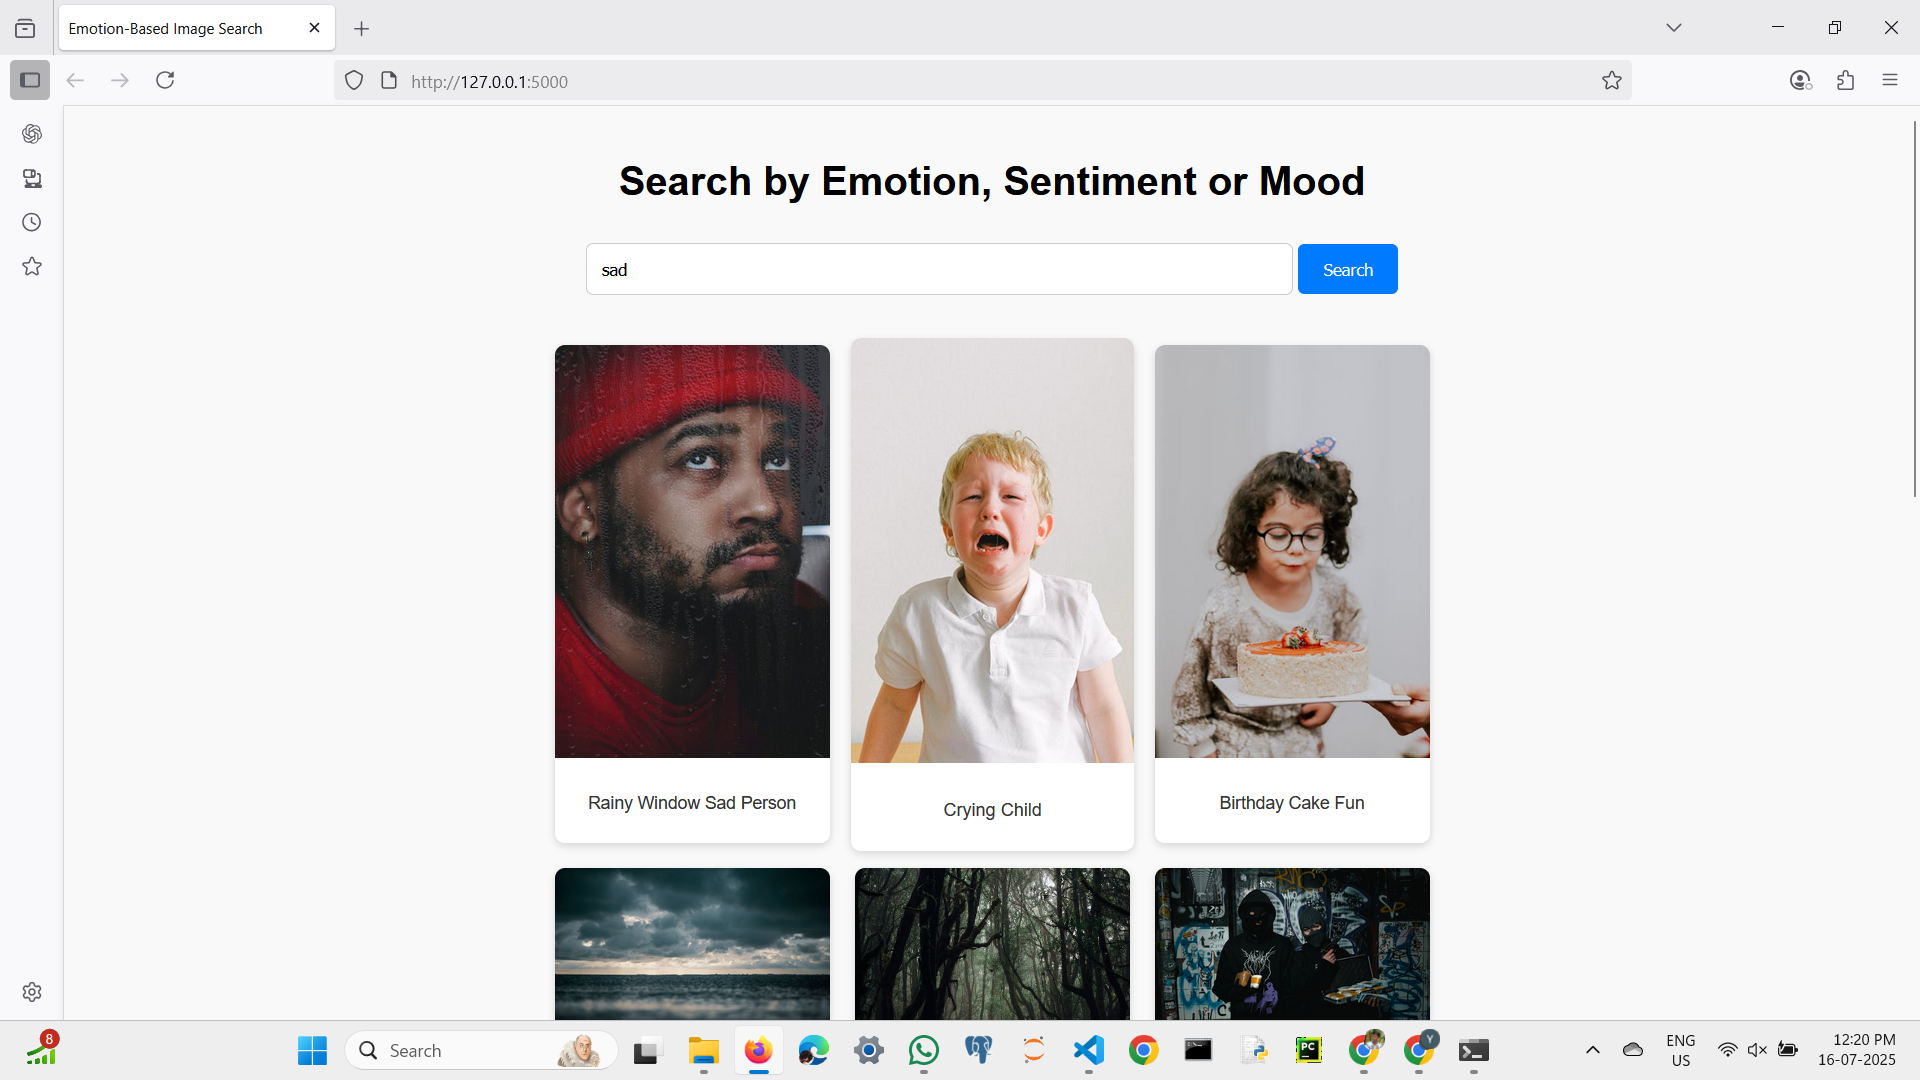 Emotion-Based Image Search
http://127.0.0.1:5000
Search by Emotion, Sentiment or Mood
sad
Search
Rainy Window Sad Person
Crying Child
Birthday Cake Fun
8
Search
PC
Y
ENG
US
12:20 PM
16-07-2025